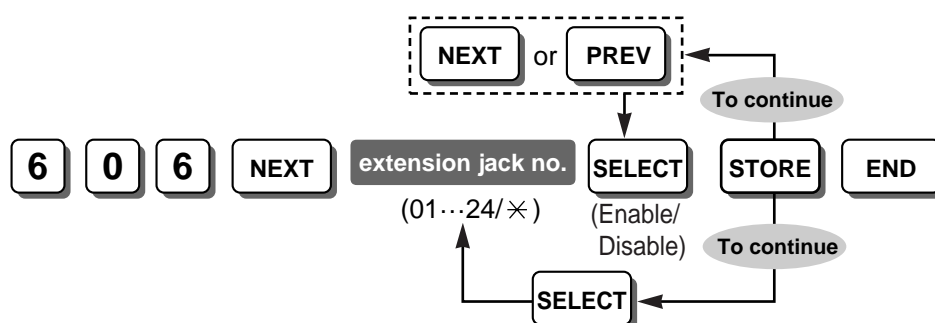 NEXT or PREV
To continue
6 0 6 NEXT extension jack no. SELECT STORE END
(01···24/✳) (Enable/
Disable)
To continue
SELECT